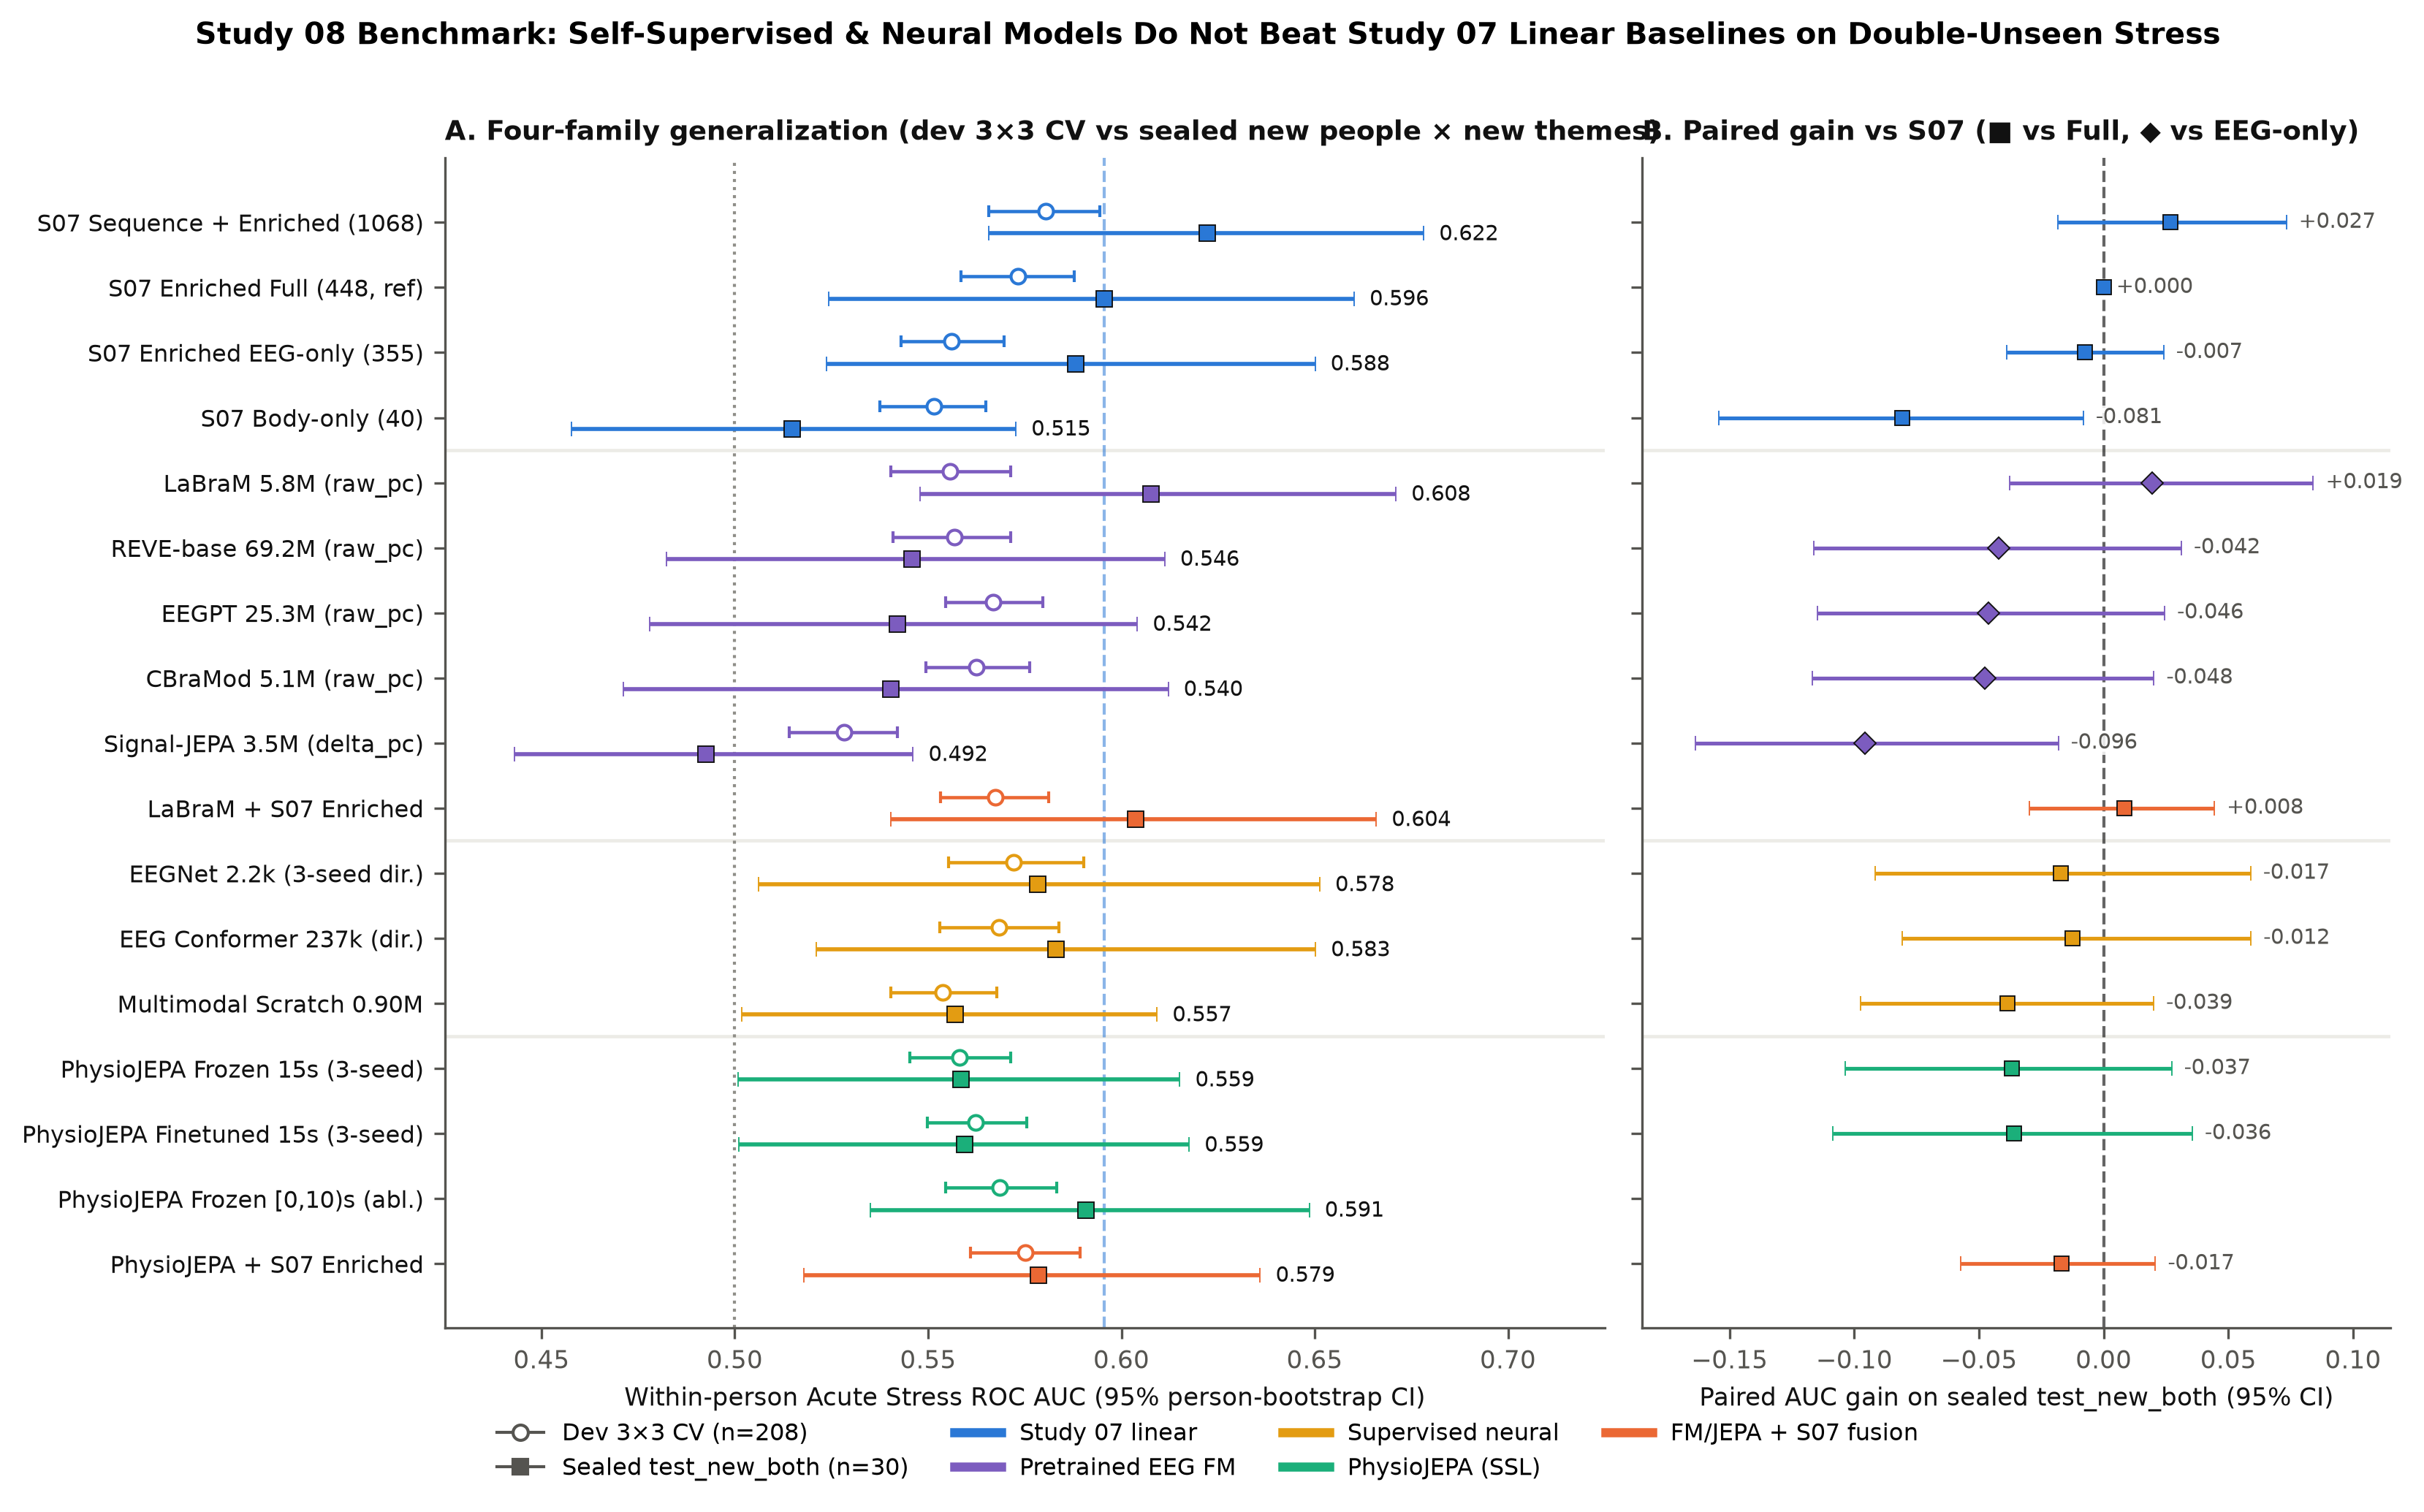 Study 08 Benchmark: Self-Supervised & Neural Models Do Not Beat Study 07 Linear Baselines on Double-Unseen Stress
A. Four-family generalization (dev 3×3 CV vs sealed new people × new themes)
B. Paired gain vs S07 (■ vs Full, ◆ vs EEG-only)
S07 Sequence + Enriched (1068)
0.622
+0.027
S07 Enriched Full (448, ref)
0.596
+0.000
S07 Enriched EEG-only (355)
0.588
-0.007
S07 Body-only (40)
0.515
-0.081
LaBraM 5.8M (raw_pc)
0.608
+0.019
REVE-base 69.2M (raw_pc)
0.546
-0.042
EEGPT 25.3M (raw_pc)
0.542
-0.046
CBraMod 5.1M (raw_pc)
0.540
-0.048
Signal-JEPA 3.5M (delta_pc)
0.492
-0.096
LaBraM + S07 Enriched
0.604
+0.008
EEGNet 2.2k (3-seed dir.)
0.578
-0.017
EEG Conformer 237k (dir.)
0.583
-0.012
Multimodal Scratch 0.90M
0.557
-0.039
PhysioJEPA Frozen 15s (3-seed)
0.559
-0.037
PhysioJEPA Finetuned 15s (3-seed)
0.559
-0.036
PhysioJEPA Frozen [0,10)s (abl.)
0.591
PhysioJEPA + S07 Enriched
0.579
-0.017
0.45 0.50 0.55 0.60 0.65 0.70
−0.15 −0.10 −0.05 0.00 0.05 0.10
Within-person Acute Stress ROC AUC (95% person-bootstrap CI)
Paired AUC gain on sealed test_new_both (95% CI)
Dev 3×3 CV (n=208)
Sealed test_new_both (n=30)
Study 07 linear
Pretrained EEG FM
Supervised neural
PhysioJEPA (SSL)
FM/JEPA + S07 fusion